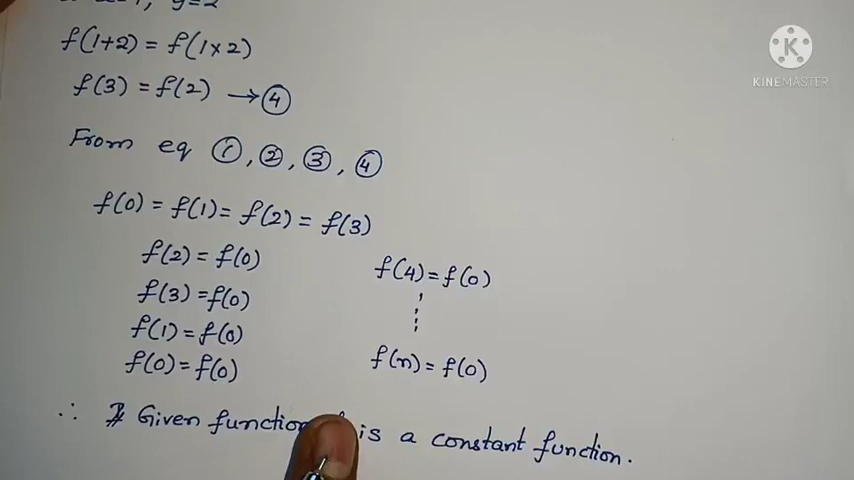 y=2
f(1+2) = f(1×2)
f(3) = f(2) → ④
From eq ①, ②, ③, ④
f(0) = f(1) = f(2) = f(3)
f(2) = f(0)
f(3) = f(0)
f(1) = f(0)
f(0) = f(0)
f(4) = f(0)
f(n) = f(0)
∴ Given function f is a constant function.
KINEMASTER